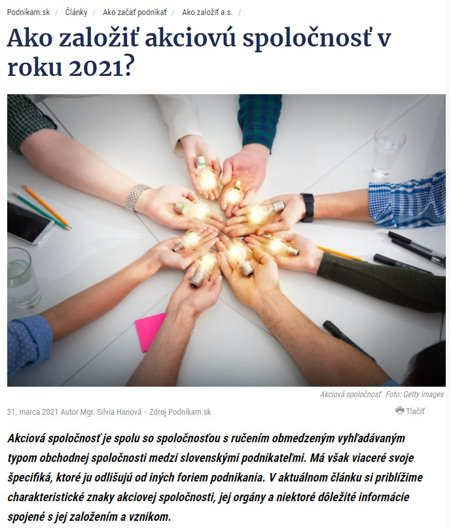 Podnikam.sk / Články / Ako začať podnikať / Ako založiť a.s. /
Ako založiť akciovú spoločnosť v
roku 2021?
Akciová spoločnosť Foto: Getty images
31. marca 2021 Autor Mgr. Silvia Hanová - Zdroj Podnikam.sk
Tlačiť
Akciová spoločnosť je spolu so spoločnosťou s ručením obmedzeným vyhľadávaným
typom obchodnej spoločnosti medzi slovenskými podnikateľmi. Má však viaceré svoje
špecifiká, ktoré ju odlišujú od iných foriem podnikania. V aktuálnom článku si priblížime
charakteristické znaky akciovej spoločnosti, jej orgány a niektoré dôležité informácie
spojené s jej založením a vznikom.